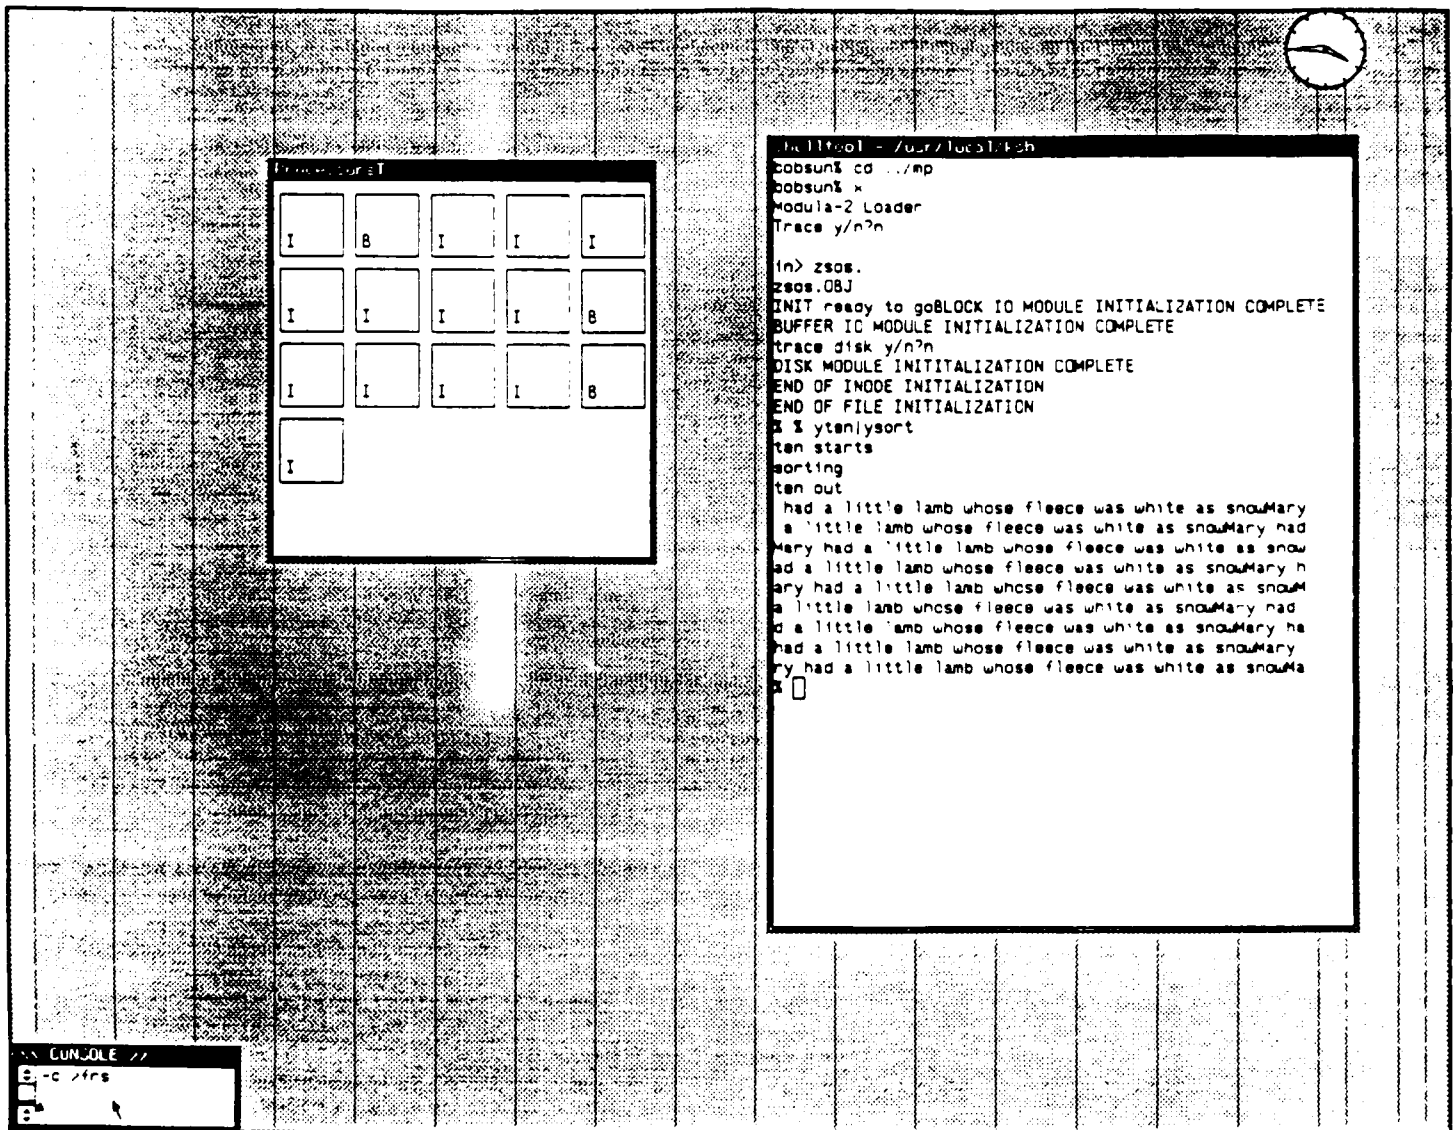 I B I I I
I I I I B
I I I I B
I
shelltool - /usr/local/ksh
bobsun% cd ../mp
bobsun% x
Modula-2 Loader
Trace y/n?n
in> zsos.
zsos.OBJ
INIT ready to goBLOCK IO MODULE INITIALIZATION COMPLETE
BUFFER IO MODULE INITIALIZATION COMPLETE
trace disk y/n?n
DISK MODULE INITITALIZATION COMPLETE
END OF INODE INITIALIZATION
END OF FILE INITIALIZATION
% % yten|ysort
ten starts
sorting
ten out
had a little lamb whose fleece was white as snowMary
a little lamb whose fleece was white as snowMary had
Mary had a little lamb whose fleece was white as snow
ad a little lamb whose fleece was white as snowMary h
ary had a little lamb whose fleece was white as snowM
a little lamb whose fleece was white as snowMary had
d a little lamb whose fleece was white as snowMary ha
had a little lamb whose fleece was white as snowMary
ry had a little lamb whose fleece was white as snowMa
%
<< CONSOLE >>